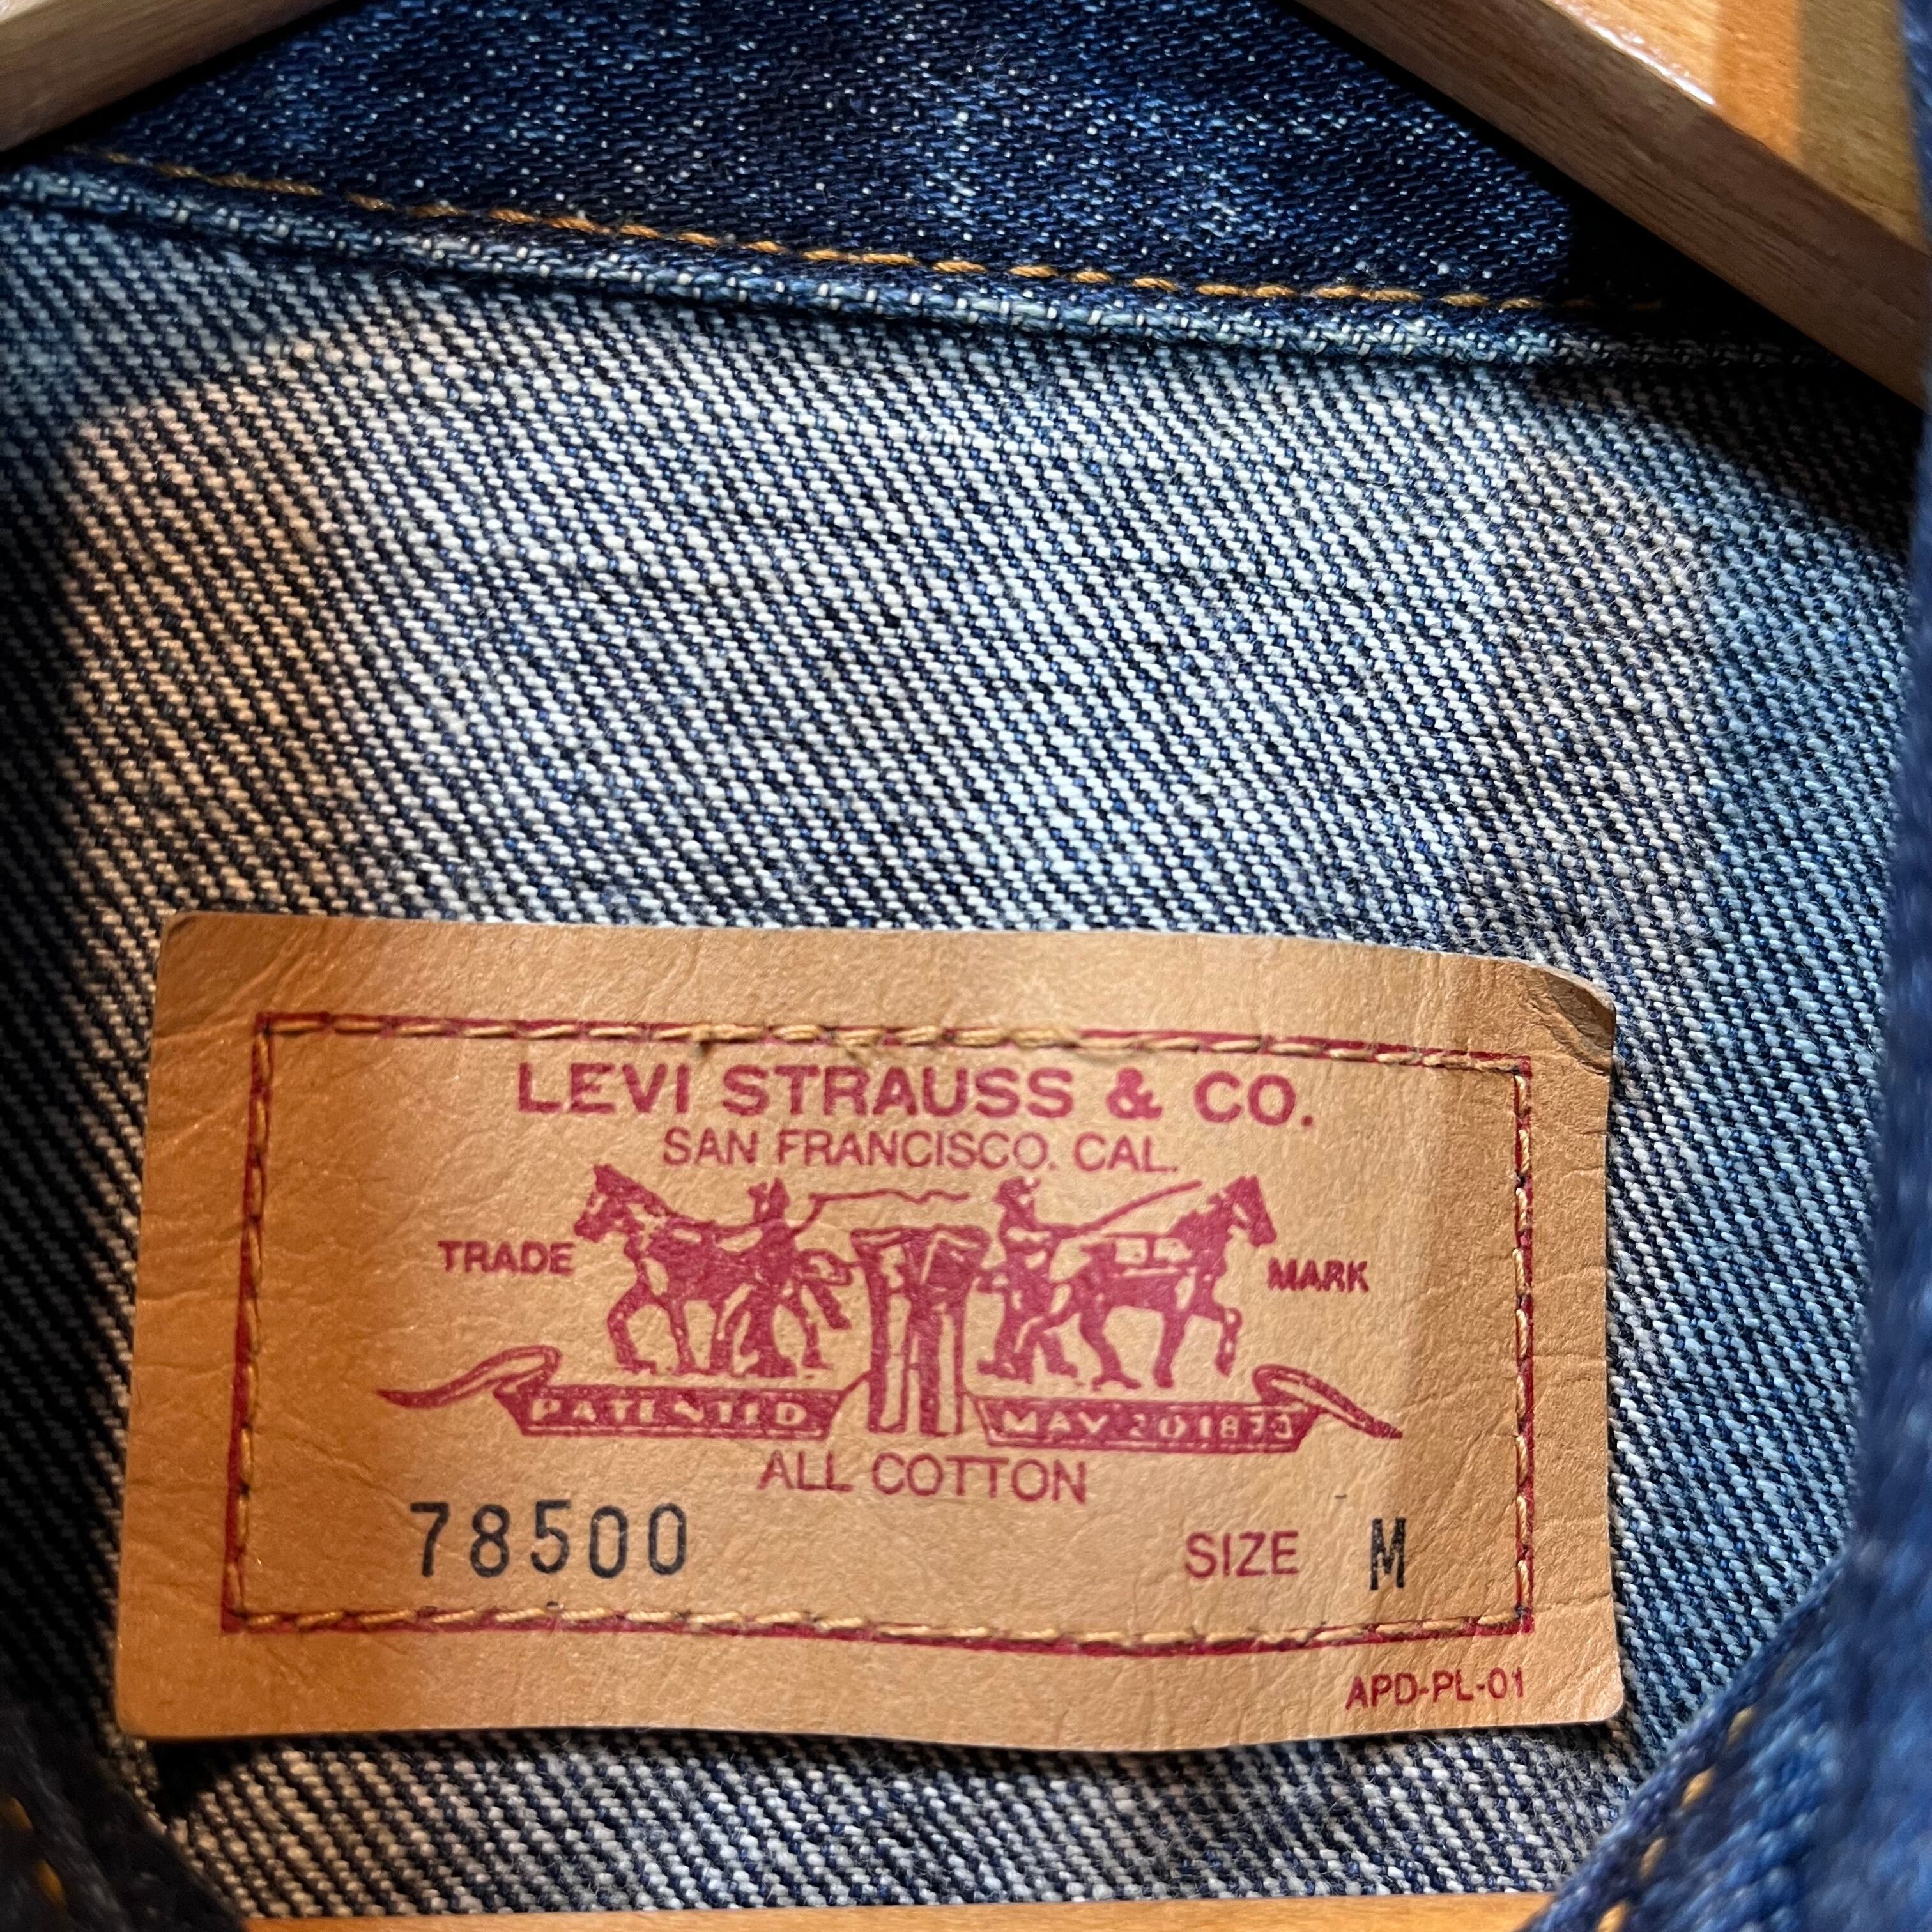 LEVI STRAUSS & CO.
SAN FRANCISCO. CAL.
TRADE MARK
PATENTED MAY 20 1873
ALL COTTON
78500 SIZE M
APD-PL-01